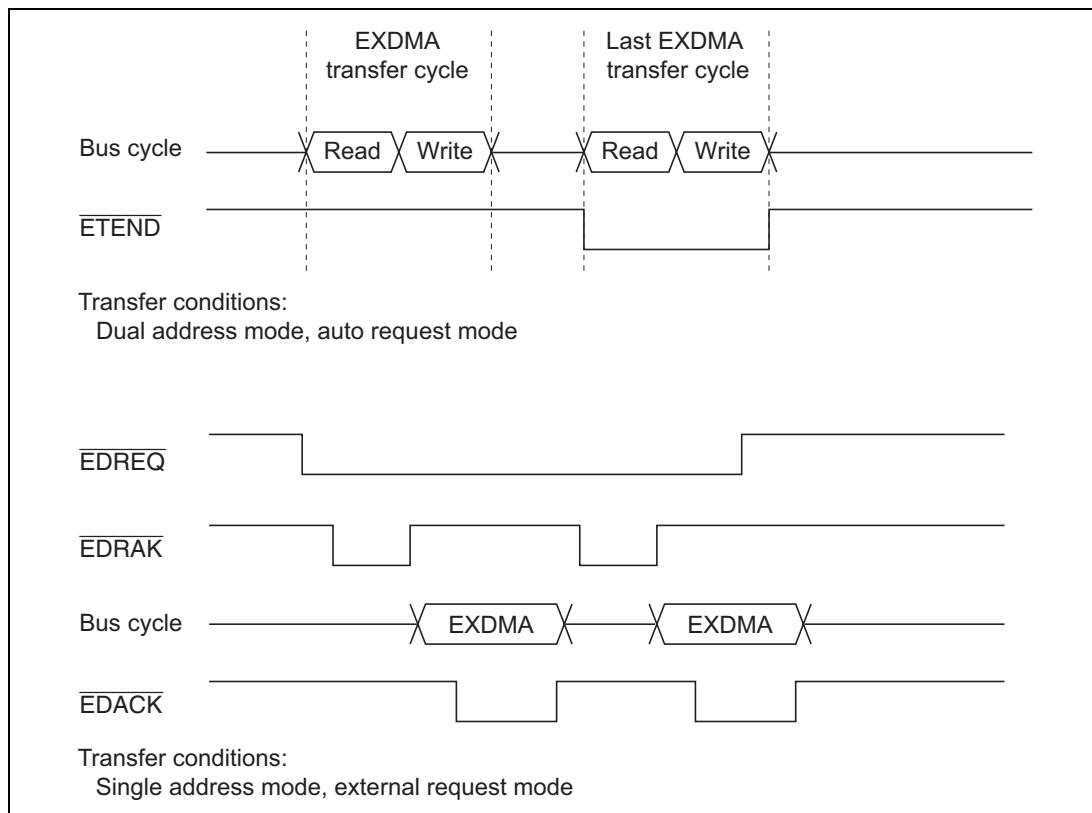 EXDMA
transfer cycle
Last EXDMA
transfer cycle
Bus cycle
Read
Write
Read
Write
ETEND
Transfer conditions:
Dual address mode, auto request mode
EDREQ
EDRAK
Bus cycle
EXDMA
EXDMA
EDACK
Transfer conditions:
Single address mode, external request mode